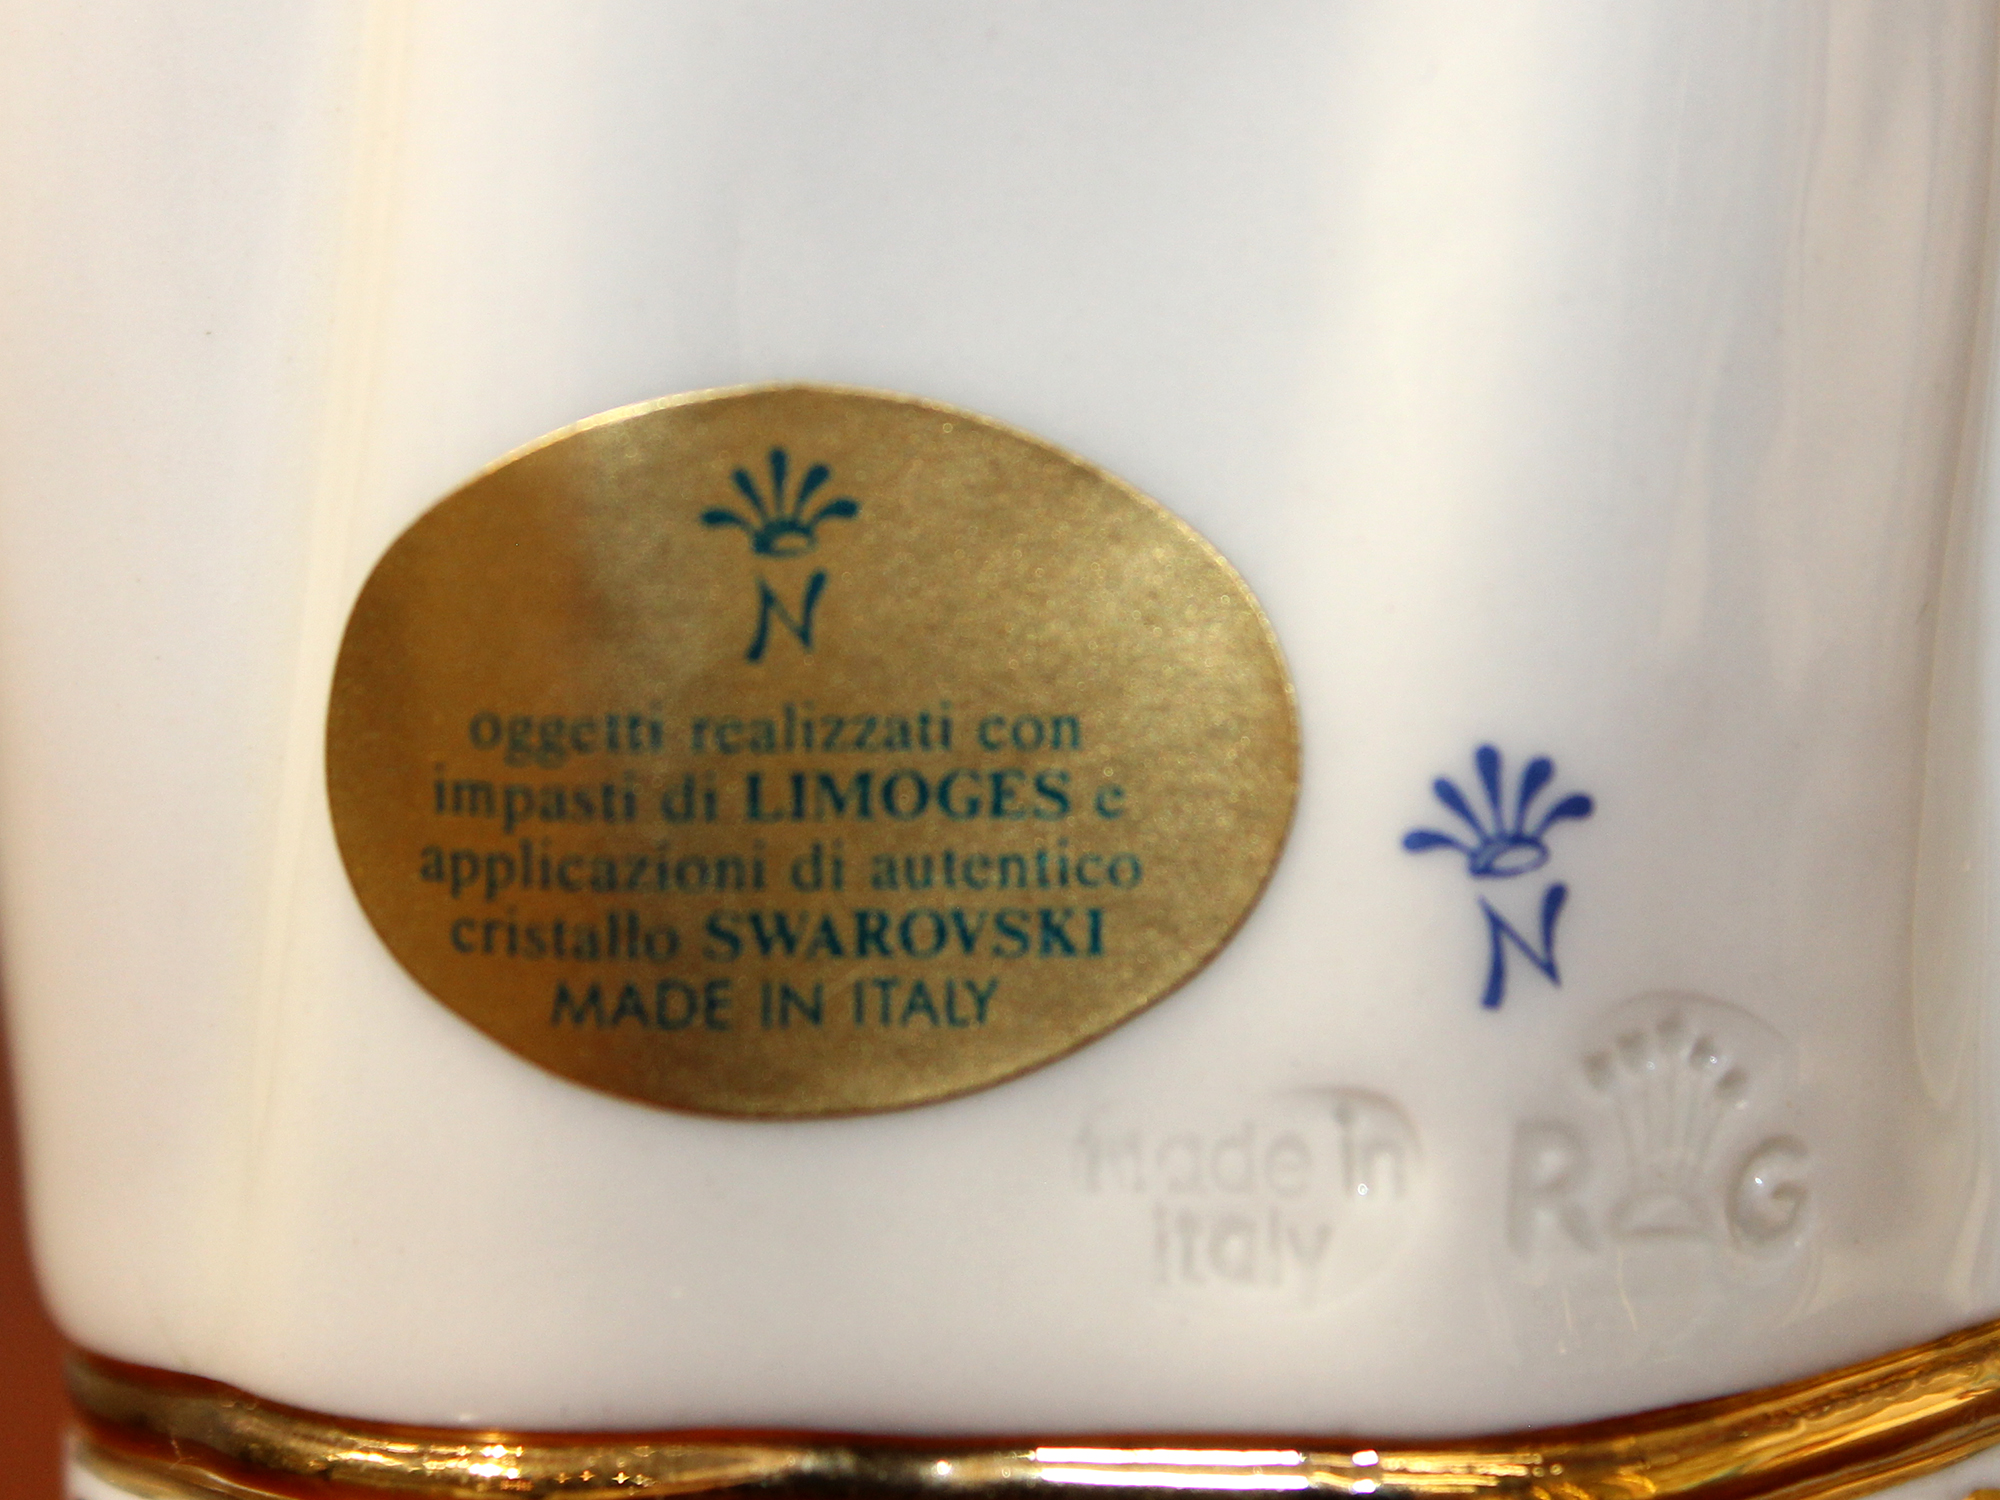 N
oggetti realizzati con
impasti di LIMOGES e
applicazioni di autentico
cristallo SWAROVSKI
MADE IN ITALY
N
Made in
Italy
R G